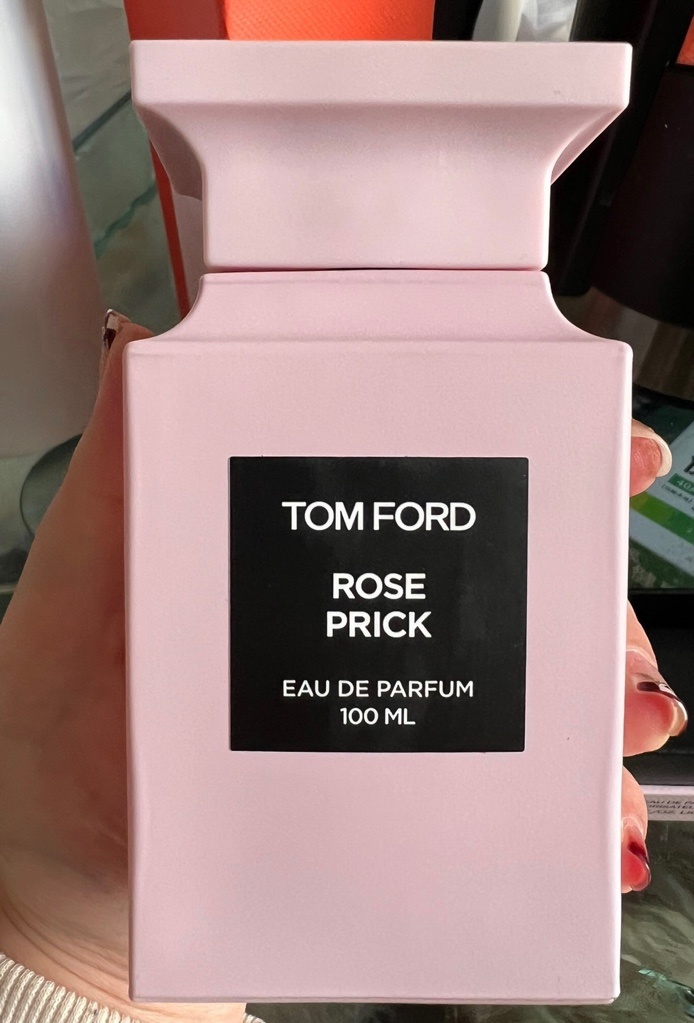 TOM FORD
ROSE
PRICK
EAU DE PARFUM
100 ML